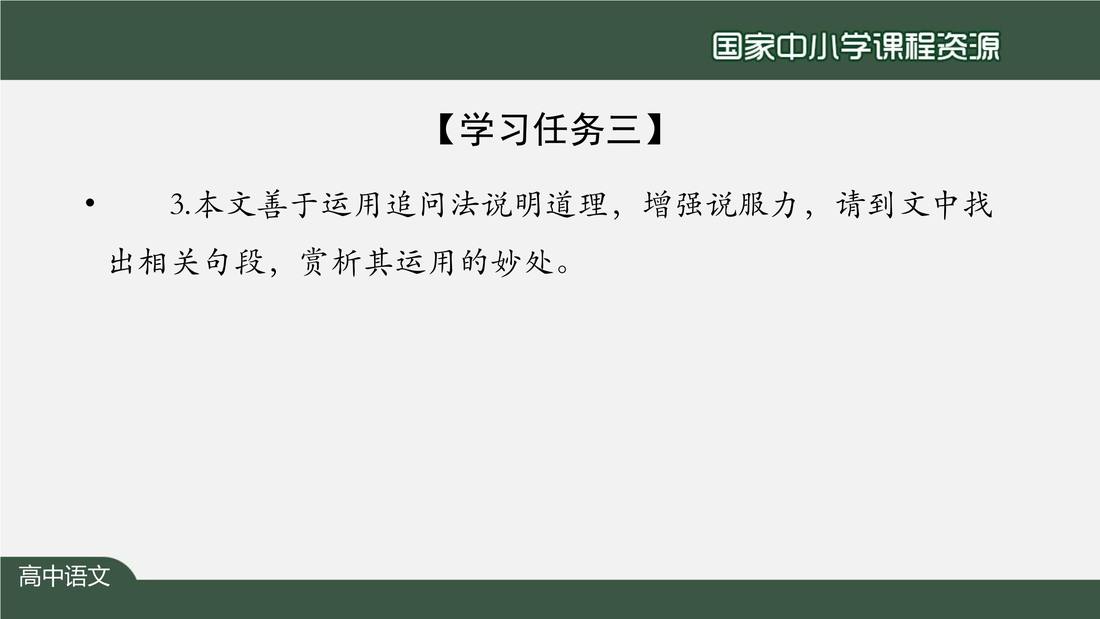 国家中小学课程资源
【学习任务三】
• 3.本文善于运用追问法说明道理，增强说服力，请到文中找
出相关句段，赏析其运用的妙处。
高中语文